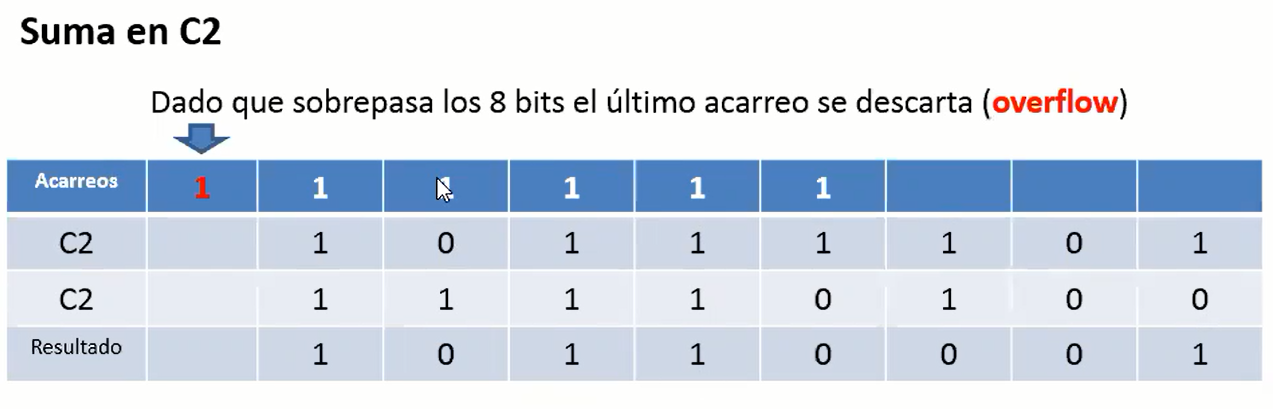 Suma en C2
Dado que sobrepasa los 8 bits el último acarreo se descarta (overflow)
Acarreos 1 1 1 1 1
C2 1 0 1 1 1 1 0 1
C2 1 1 1 1 0 1 0 0
Resultado 1 0 1 1 0 0 0 1